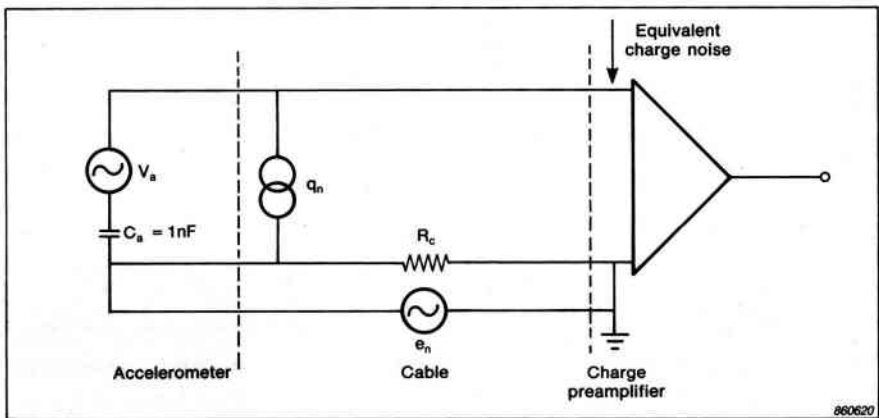 Equivalent
charge noise
Vₐ
qₙ
Cₐ = 1nF
R꜀
eₙ
Accelerometer
Cable
Charge
preamplifier
860620